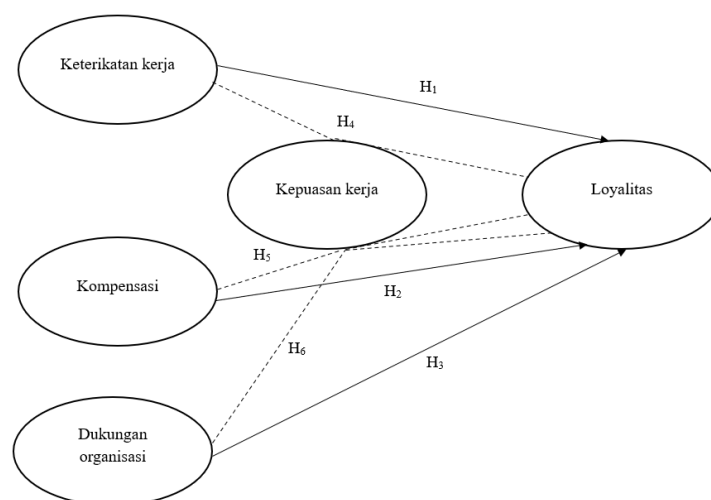 Keterikatan kerja
H₁
H₄
Kepuasan kerja
Loyalitas
H₅
Kompensasi
H₂
H₆
H₃
Dukungan
organisasi